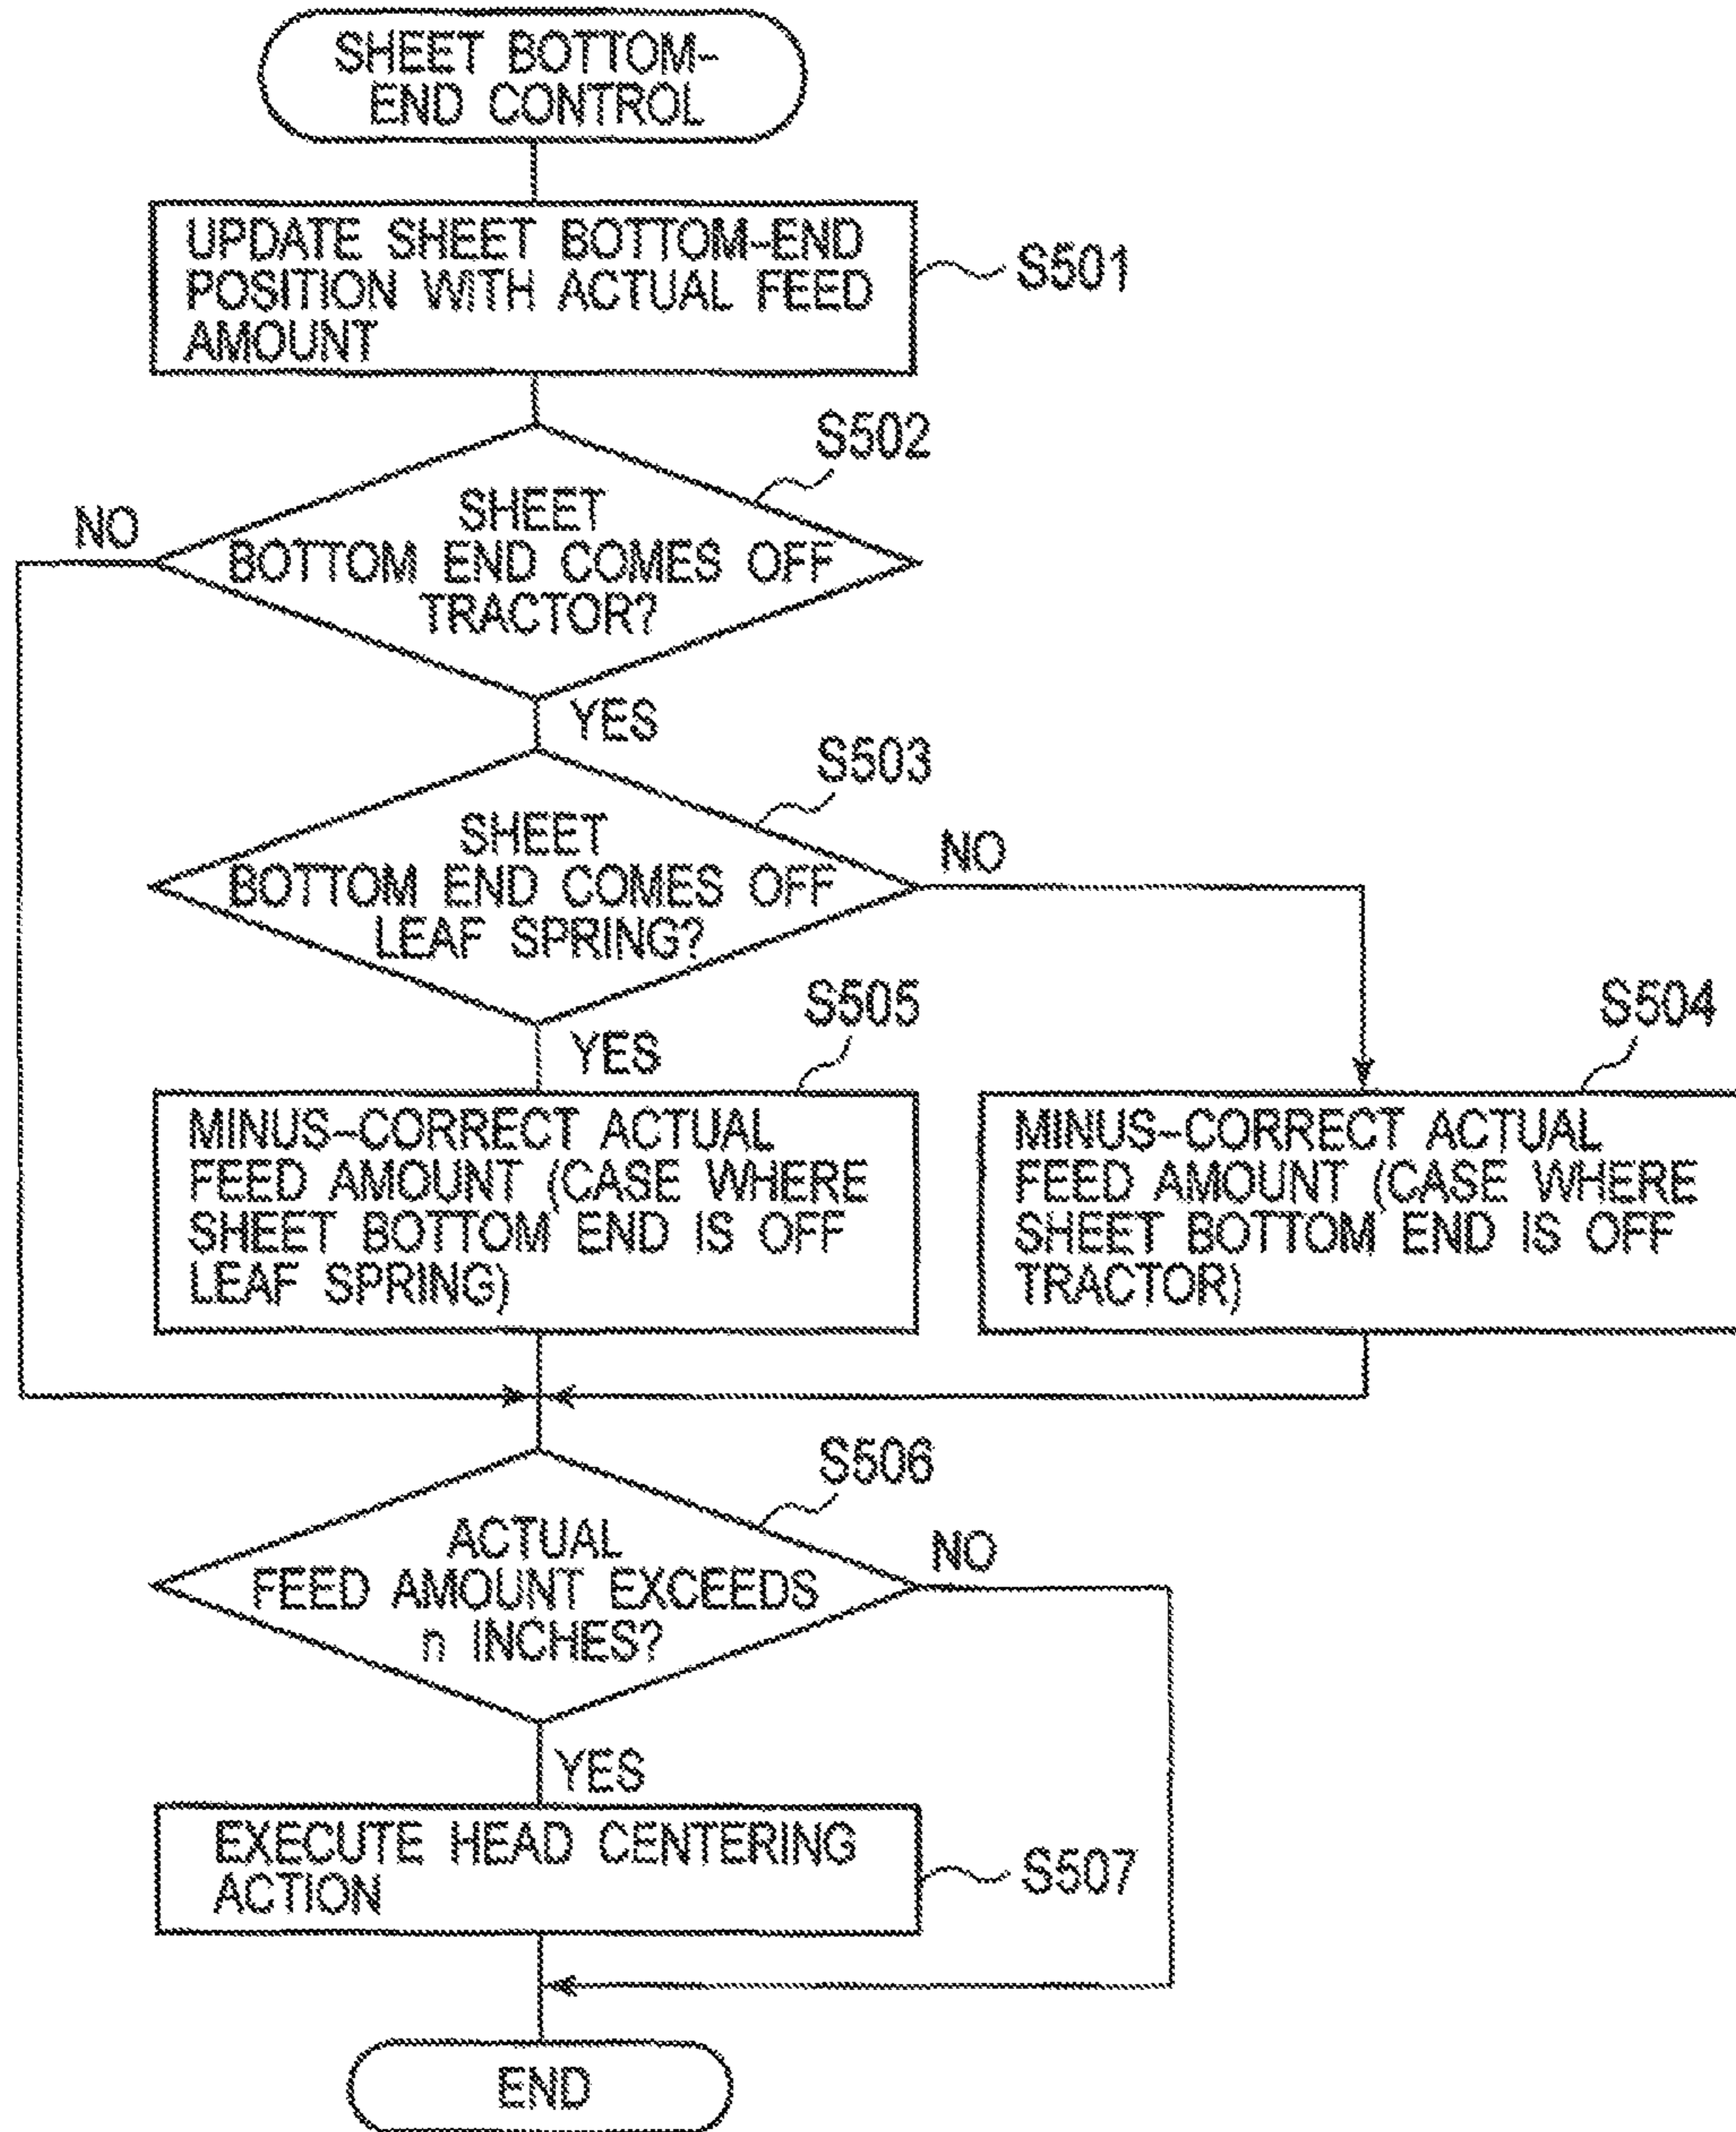 SHEET BOTTOM-
END CONTROL
UPDATE SHEET BOTTOM-END
POSITION WITH ACTUAL FEED
AMOUNT
S501
S502
SHEET
BOTTOM END COMES OFF
TRACTOR?
NO
YES
S503
SHEET
BOTTOM END COMES OFF
LEAF SPRING?
NO
YES
S505
MINUS-CORRECT ACTUAL
FEED AMOUNT (CASE WHERE
SHEET BOTTOM END IS OFF
LEAF SPRING)
S504
MINUS-CORRECT ACTUAL
FEED AMOUNT (CASE WHERE
SHEET BOTTOM END IS OFF
TRACTOR)
S506
ACTUAL
FEED AMOUNT EXCEEDS
n INCHES?
NO
YES
EXECUTE HEAD CENTERING
ACTION
S507
END